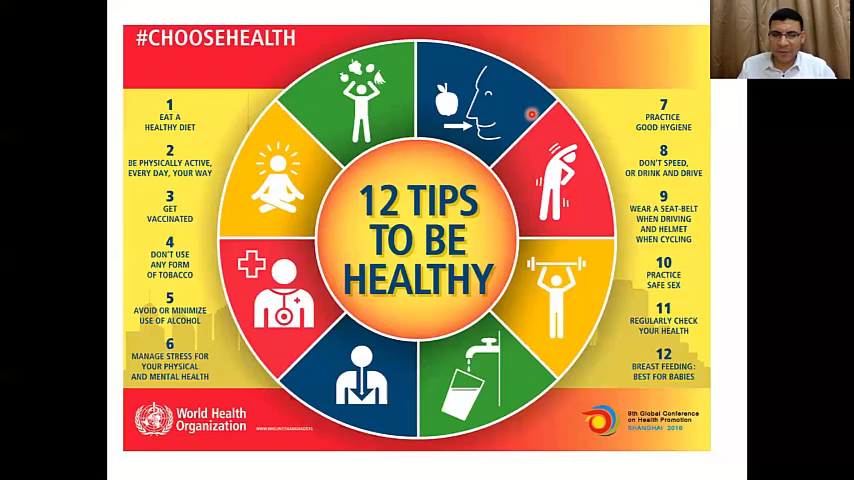 #CHOOSEHEALTH
1
EAT A
HEALTHY DIET
2
BE PHYSICALLY ACTIVE,
EVERY DAY, YOUR WAY
3
GET
VACCINATED
4
DON'T USE
ANY FORM
OF TOBACCO
5
AVOID OR MINIMIZE
USE OF ALCOHOL
6
MANAGE STRESS FOR
YOUR PHYSICAL
AND MENTAL HEALTH
12 TIPS
TO BE
HEALTHY
7
PRACTICE
GOOD HYGIENE
8
DON'T SPEED,
OR DRINK AND DRIVE
9
WEAR A SEAT-BELT
WHEN DRIVING
AND HELMET
WHEN CYCLING
10
PRACTICE
SAFE SEX
11
REGULARLY CHECK
YOUR HEALTH
12
BREAST FEEDING:
BEST FOR BABIES
World Health
Organization
9th Global Conference
on Health Promotion
SHANGHAI 2016